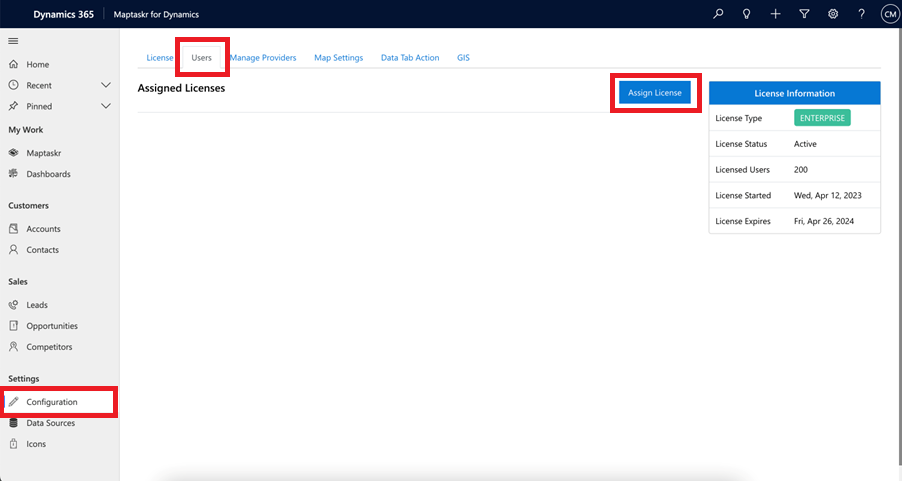 Dynamics 365 Maptaskr for Dynamics ? CM
Home
Recent
Pinned
My Work
Maptaskr
Dashboards
Customers
Accounts
Contacts
Sales
Leads
Opportunities
Competitors
Settings
Configuration
Data Sources
Icons
License Users Manage Providers Map Settings Data Tab Action GIS
Assigned Licenses Assign License
License Information
License Type ENTERPRISE
License Status Active
Licensed Users 200
License Started Wed, Apr 12, 2023
License Expires Fri, Apr 26, 2024